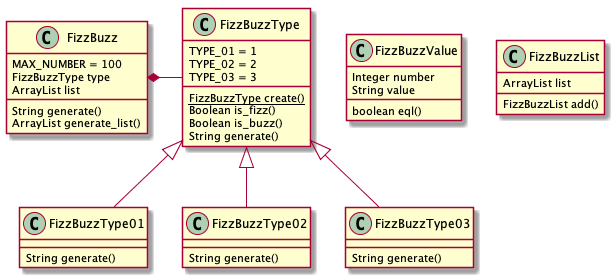 C FizzBuzz
MAX_NUMBER = 100
FizzBuzzType type
ArrayList list
String generate()
ArrayList generate_list()
C FizzBuzzType
TYPE_01 = 1
TYPE_02 = 2
TYPE_03 = 3
FizzBuzzType create()
Boolean is_fizz()
Boolean is_buzz()
String generate()
C FizzBuzzValue
Integer number
String value
boolean eql()
C FizzBuzzList
ArrayList list
FizzBuzzList add()
C FizzBuzzType01
String generate()
C FizzBuzzType02
String generate()
C FizzBuzzType03
String generate()